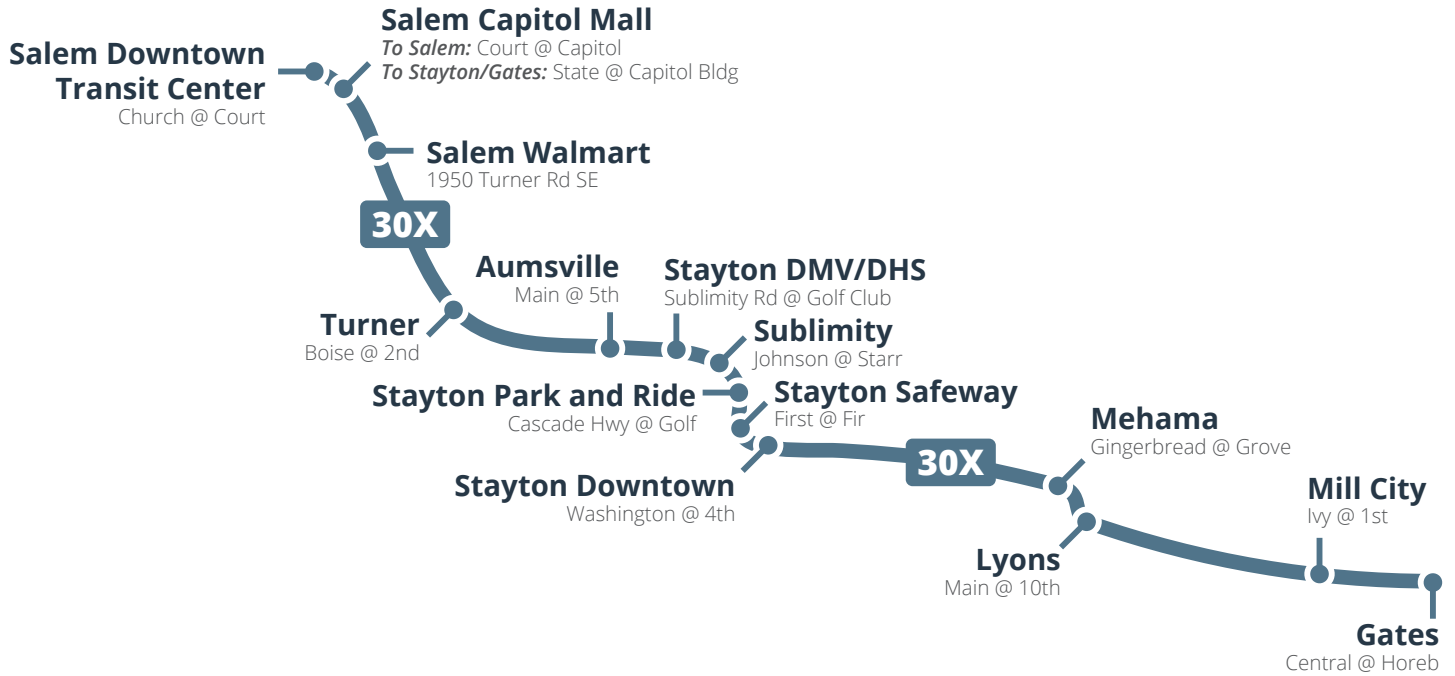 Salem Downtown
Transit Center
Church @ Court
Salem Capitol Mall
To Salem: Court @ Capitol
To Stayton/Gates: State @ Capitol Bldg
Salem Walmart
1950 Turner Rd SE
30X
Turner
Boise @ 2nd
Aumsville
Main @ 5th
Stayton DMV/DHS
Sublimity Rd @ Golf Club
Sublimity
Johnson @ Starr
Stayton Park and Ride
Cascade Hwy @ Golf
Stayton Safeway
First @ Fir
Stayton Downtown
Washington @ 4th
30X
Mehama
Gingerbread @ Grove
Lyons
Main @ 10th
Mill City
Ivy @ 1st
Gates
Central @ Horeb